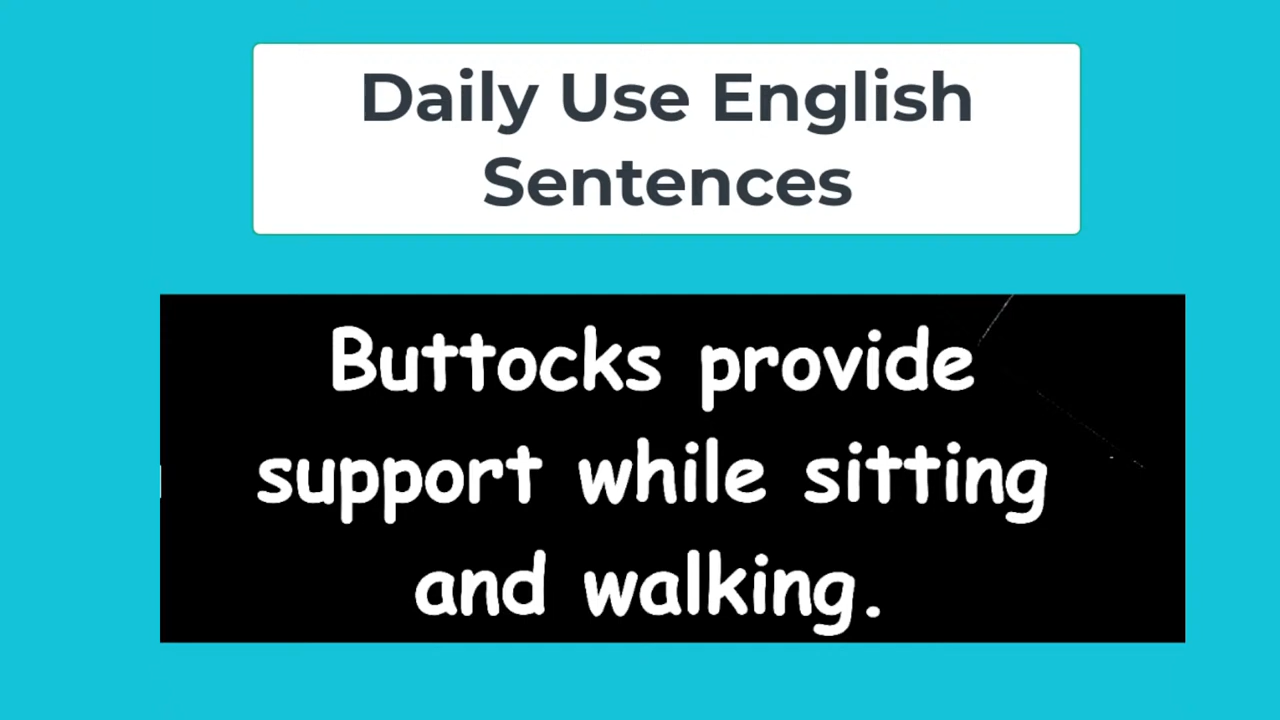 Daily Use English
Sentences
Buttocks provide
support while sitting
and walking.